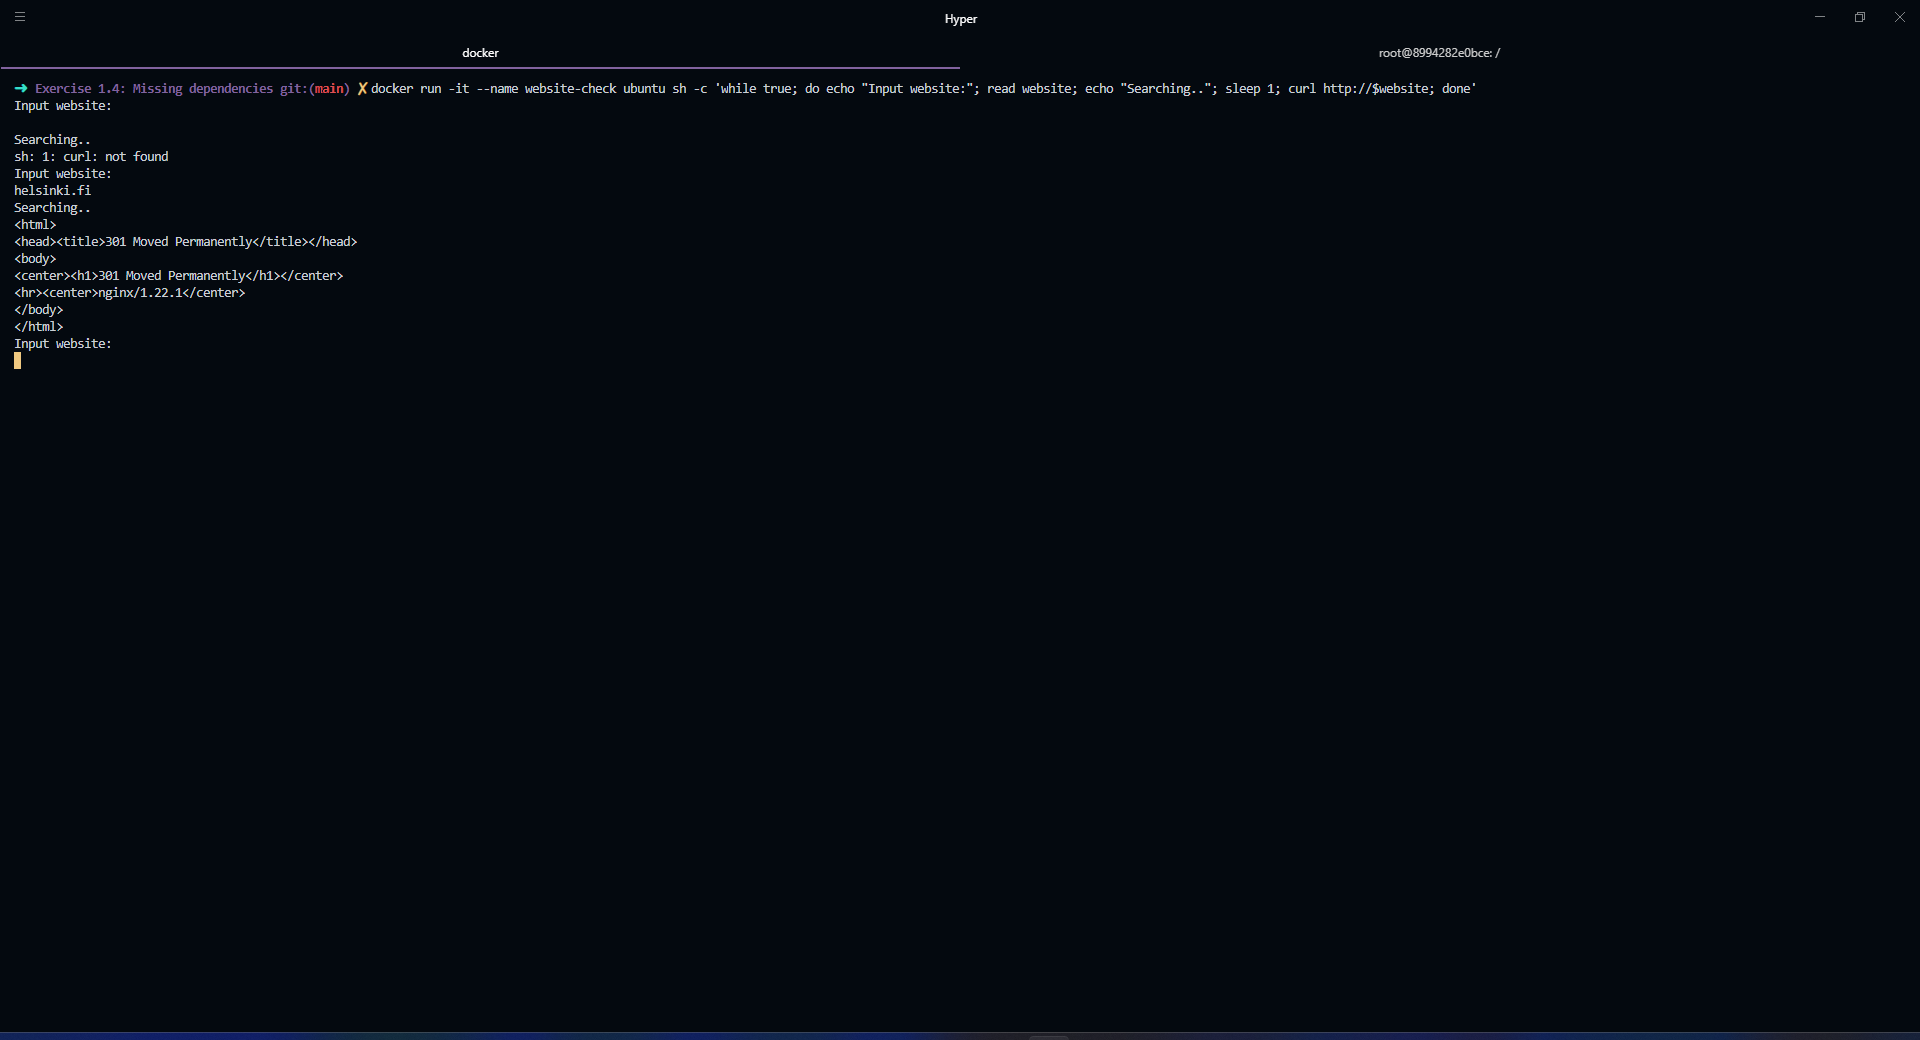 Hyper
docker
root@8994282e0bce: /
➜ Exercise 1.4: Missing dependencies git:(main) ✗ docker run -it --name website-check ubuntu sh -c 'while true; do echo "Input website:"; read website; echo "Searching.."; sleep 1; curl http://$website; done'
Input website:
Searching..
sh: 1: curl: not found
Input website:
helsinki.fi
Searching..
<html>
<head><title>301 Moved Permanently</title></head>
<body>
<center><h1>301 Moved Permanently</h1></center>
<hr><center>nginx/1.22.1</center>
</body>
</html>
Input website: